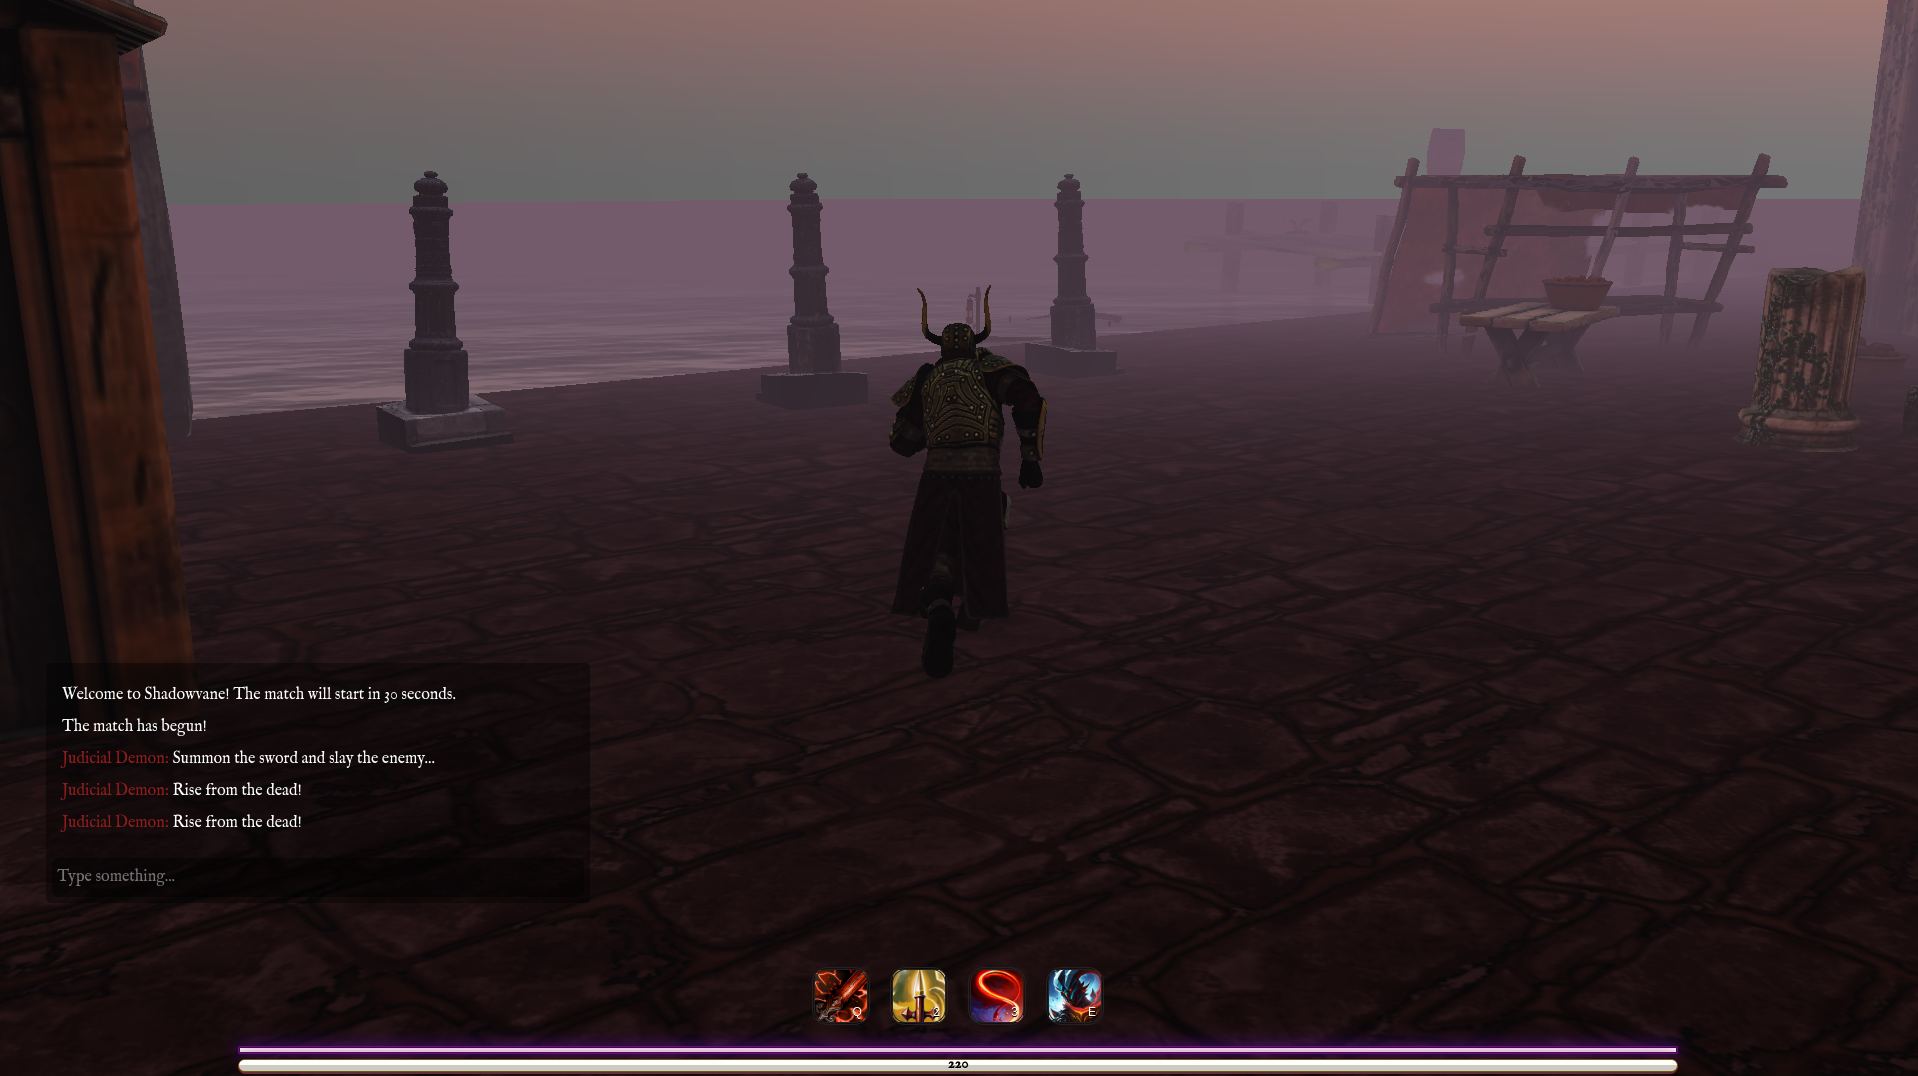 Welcome to Shadowvane! The match will start in 30 seconds.
The match has begun!
Judicial Demon: Summon the sword and slay the enemy...
Judicial Demon: Rise from the dead!
Judicial Demon: Rise from the dead!
Type something...
Q 2 3 E
220